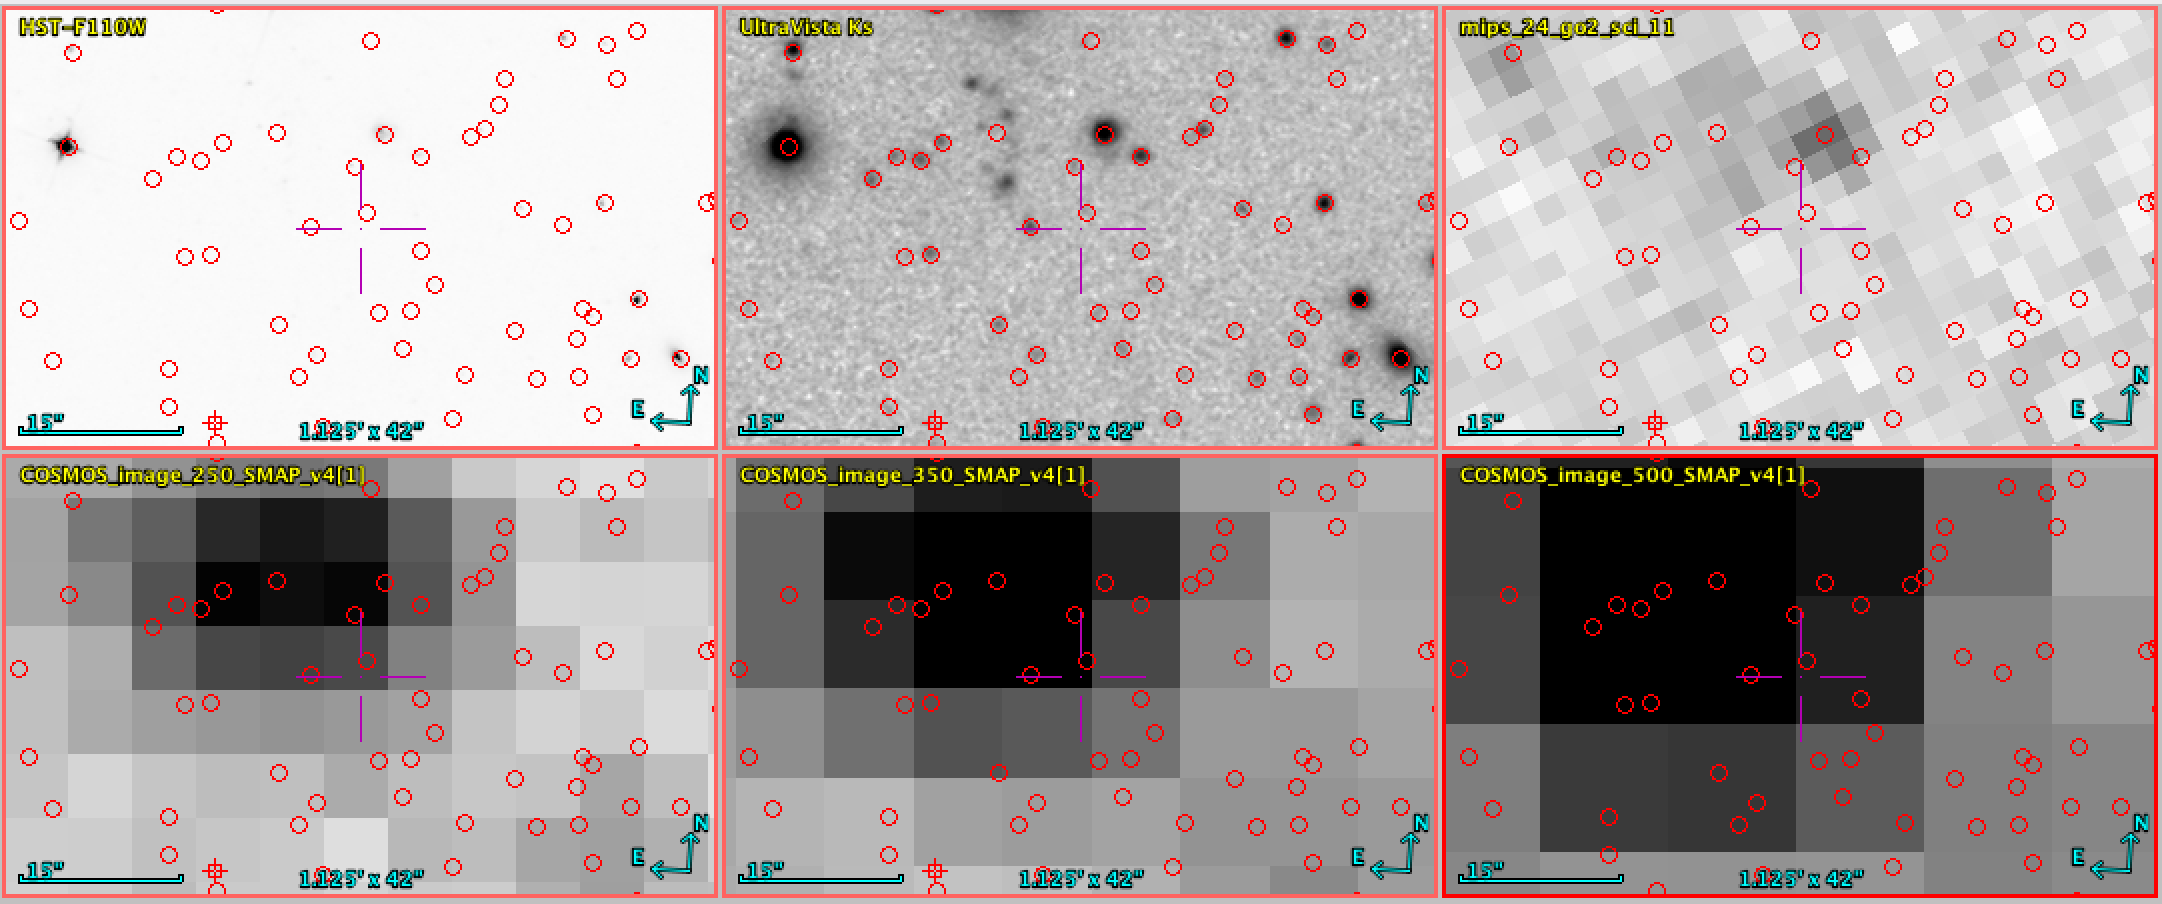 HST-F110W
N
E
15"
1.125' x 42"
UltraVista Ks
N
E
15"
1.125' x 42"
mips_24_go2_sci_11
N
E
15"
1.125' x 42"
COSMOS_image_250_SMAP_v4[1]
N
E
15"
1.125' x 42"
COSMOS_image_350_SMAP_v4[1]
N
E
15"
1.125' x 42"
COSMOS_image_500_SMAP_v4[1]
N
E
15"
1.125' x 42"